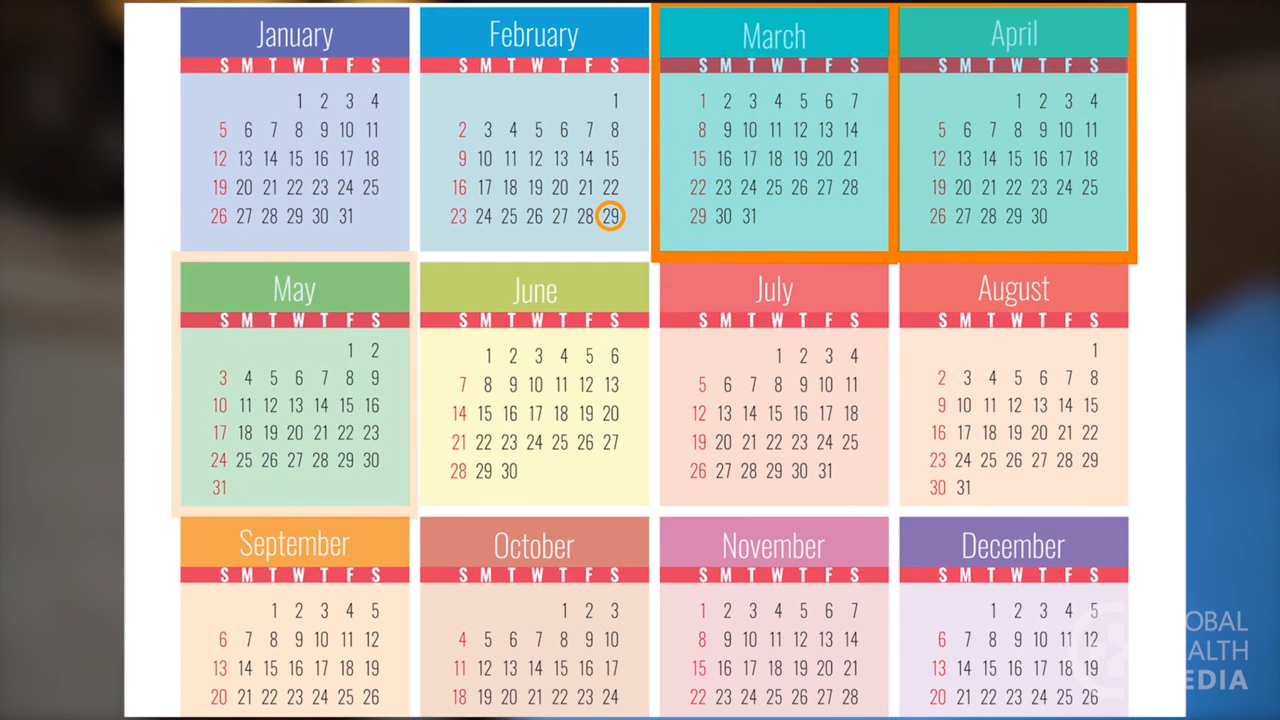 January
S M T W T F S
1 2 3 4
5 6 7 8 9 10 11
12 13 14 15 16 17 18
19 20 21 22 23 24 25
26 27 28 29 30 31
February
S M T W T F S
1
2 3 4 5 6 7 8
9 10 11 12 13 14 15
16 17 18 19 20 21 22
23 24 25 26 27 28 29
March
S M T W T F S
1 2 3 4 5 6 7
8 9 10 11 12 13 14
15 16 17 18 19 20 21
22 23 24 25 26 27 28
29 30 31
April
S M T W T F S
1 2 3 4
5 6 7 8 9 10 11
12 13 14 15 16 17 18
19 20 21 22 23 24 25
26 27 28 29 30
May
S M T W T F S
1 2
3 4 5 6 7 8 9
10 11 12 13 14 15 16
17 18 19 20 21 22 23
24 25 26 27 28 29 30
31
June
S M T W T F S
1 2 3 4 5 6
7 8 9 10 11 12 13
14 15 16 17 18 19 20
21 22 23 24 25 26 27
28 29 30
July
S M T W T F S
1 2 3 4
5 6 7 8 9 10 11
12 13 14 15 16 17 18
19 20 21 22 23 24 25
26 27 28 29 30 31
August
S M T W T F S
1
2 3 4 5 6 7 8
9 10 11 12 13 14 15
16 17 18 19 20 21 22
23 24 25 26 27 28 29
30 31
September
S M T W T F S
1 2 3 4 5
6 7 8 9 10 11 12
13 14 15 16 17 18 19
20 21 22 23 24 25 26
October
S M T W T F S
1 2 3
4 5 6 7 8 9 10
11 12 13 14 15 16 17
18 19 20 21 22 23 24
November
S M T W T F S
1 2 3 4 5 6 7
8 9 10 11 12 13 14
15 16 17 18 19 20 21
22 23 24 25 26 27 28
December
S M T W T F S
1 2 3 4 5
6 7 8 9 10 11 12
13 14 15 16 17 18 19
20 21 22 23 24 25 26
GLOBAL
HEALTH
MEDIA